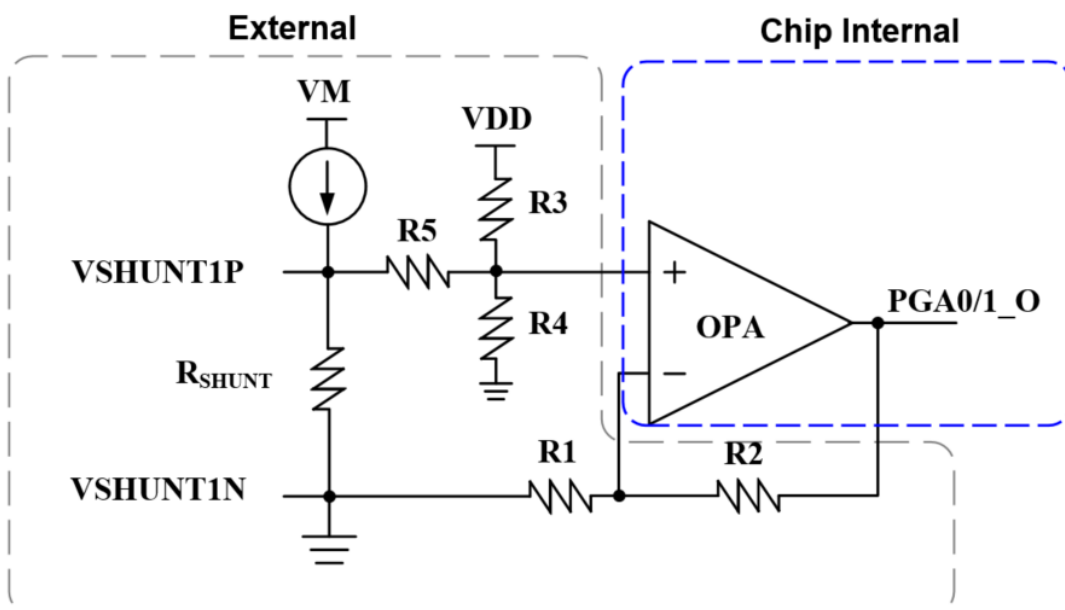 External
Chip Internal
VM
VDD
R3
R5
VSHUNT1P
+
PGA0/1_O
R4
OPA
RSHUNT
−
R1
R2
VSHUNT1N